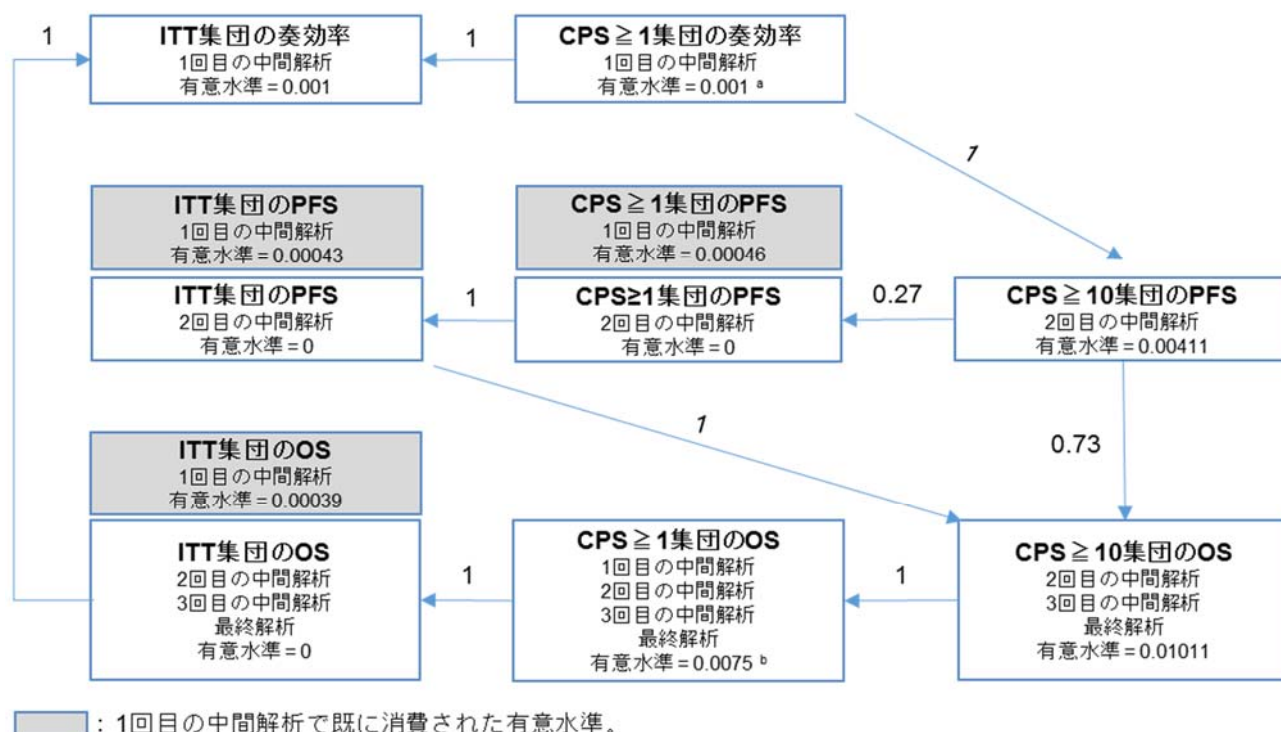 1
ITT集団の奏効率
1回目の中間解析
有意水準=0.001
1
CPS≧1集団の奏効率
1回目の中間解析
有意水準=0.001 a
1
ITT集団のPFS
1回目の中間解析
有意水準=0.00043
CPS≧1集団のPFS
1回目の中間解析
有意水準=0.00046
ITT集団のPFS
2回目の中間解析
有意水準=0
1
CPS≥1集団のPFS
2回目の中間解析
有意水準=0
0.27
CPS≧10集団のPFS
2回目の中間解析
有意水準=0.00411
1
0.73
ITT集団のOS
1回目の中間解析
有意水準=0.00039
ITT集団のOS
2回目の中間解析
3回目の中間解析
最終解析
有意水準=0
1
CPS≧1集団のOS
1回目の中間解析
2回目の中間解析
3回目の中間解析
最終解析
有意水準=0.0075 b
1
CPS≧10集団のOS
2回目の中間解析
3回目の中間解析
最終解析
有意水準=0.01011
：1回目の中間解析で既に消費された有意水準。